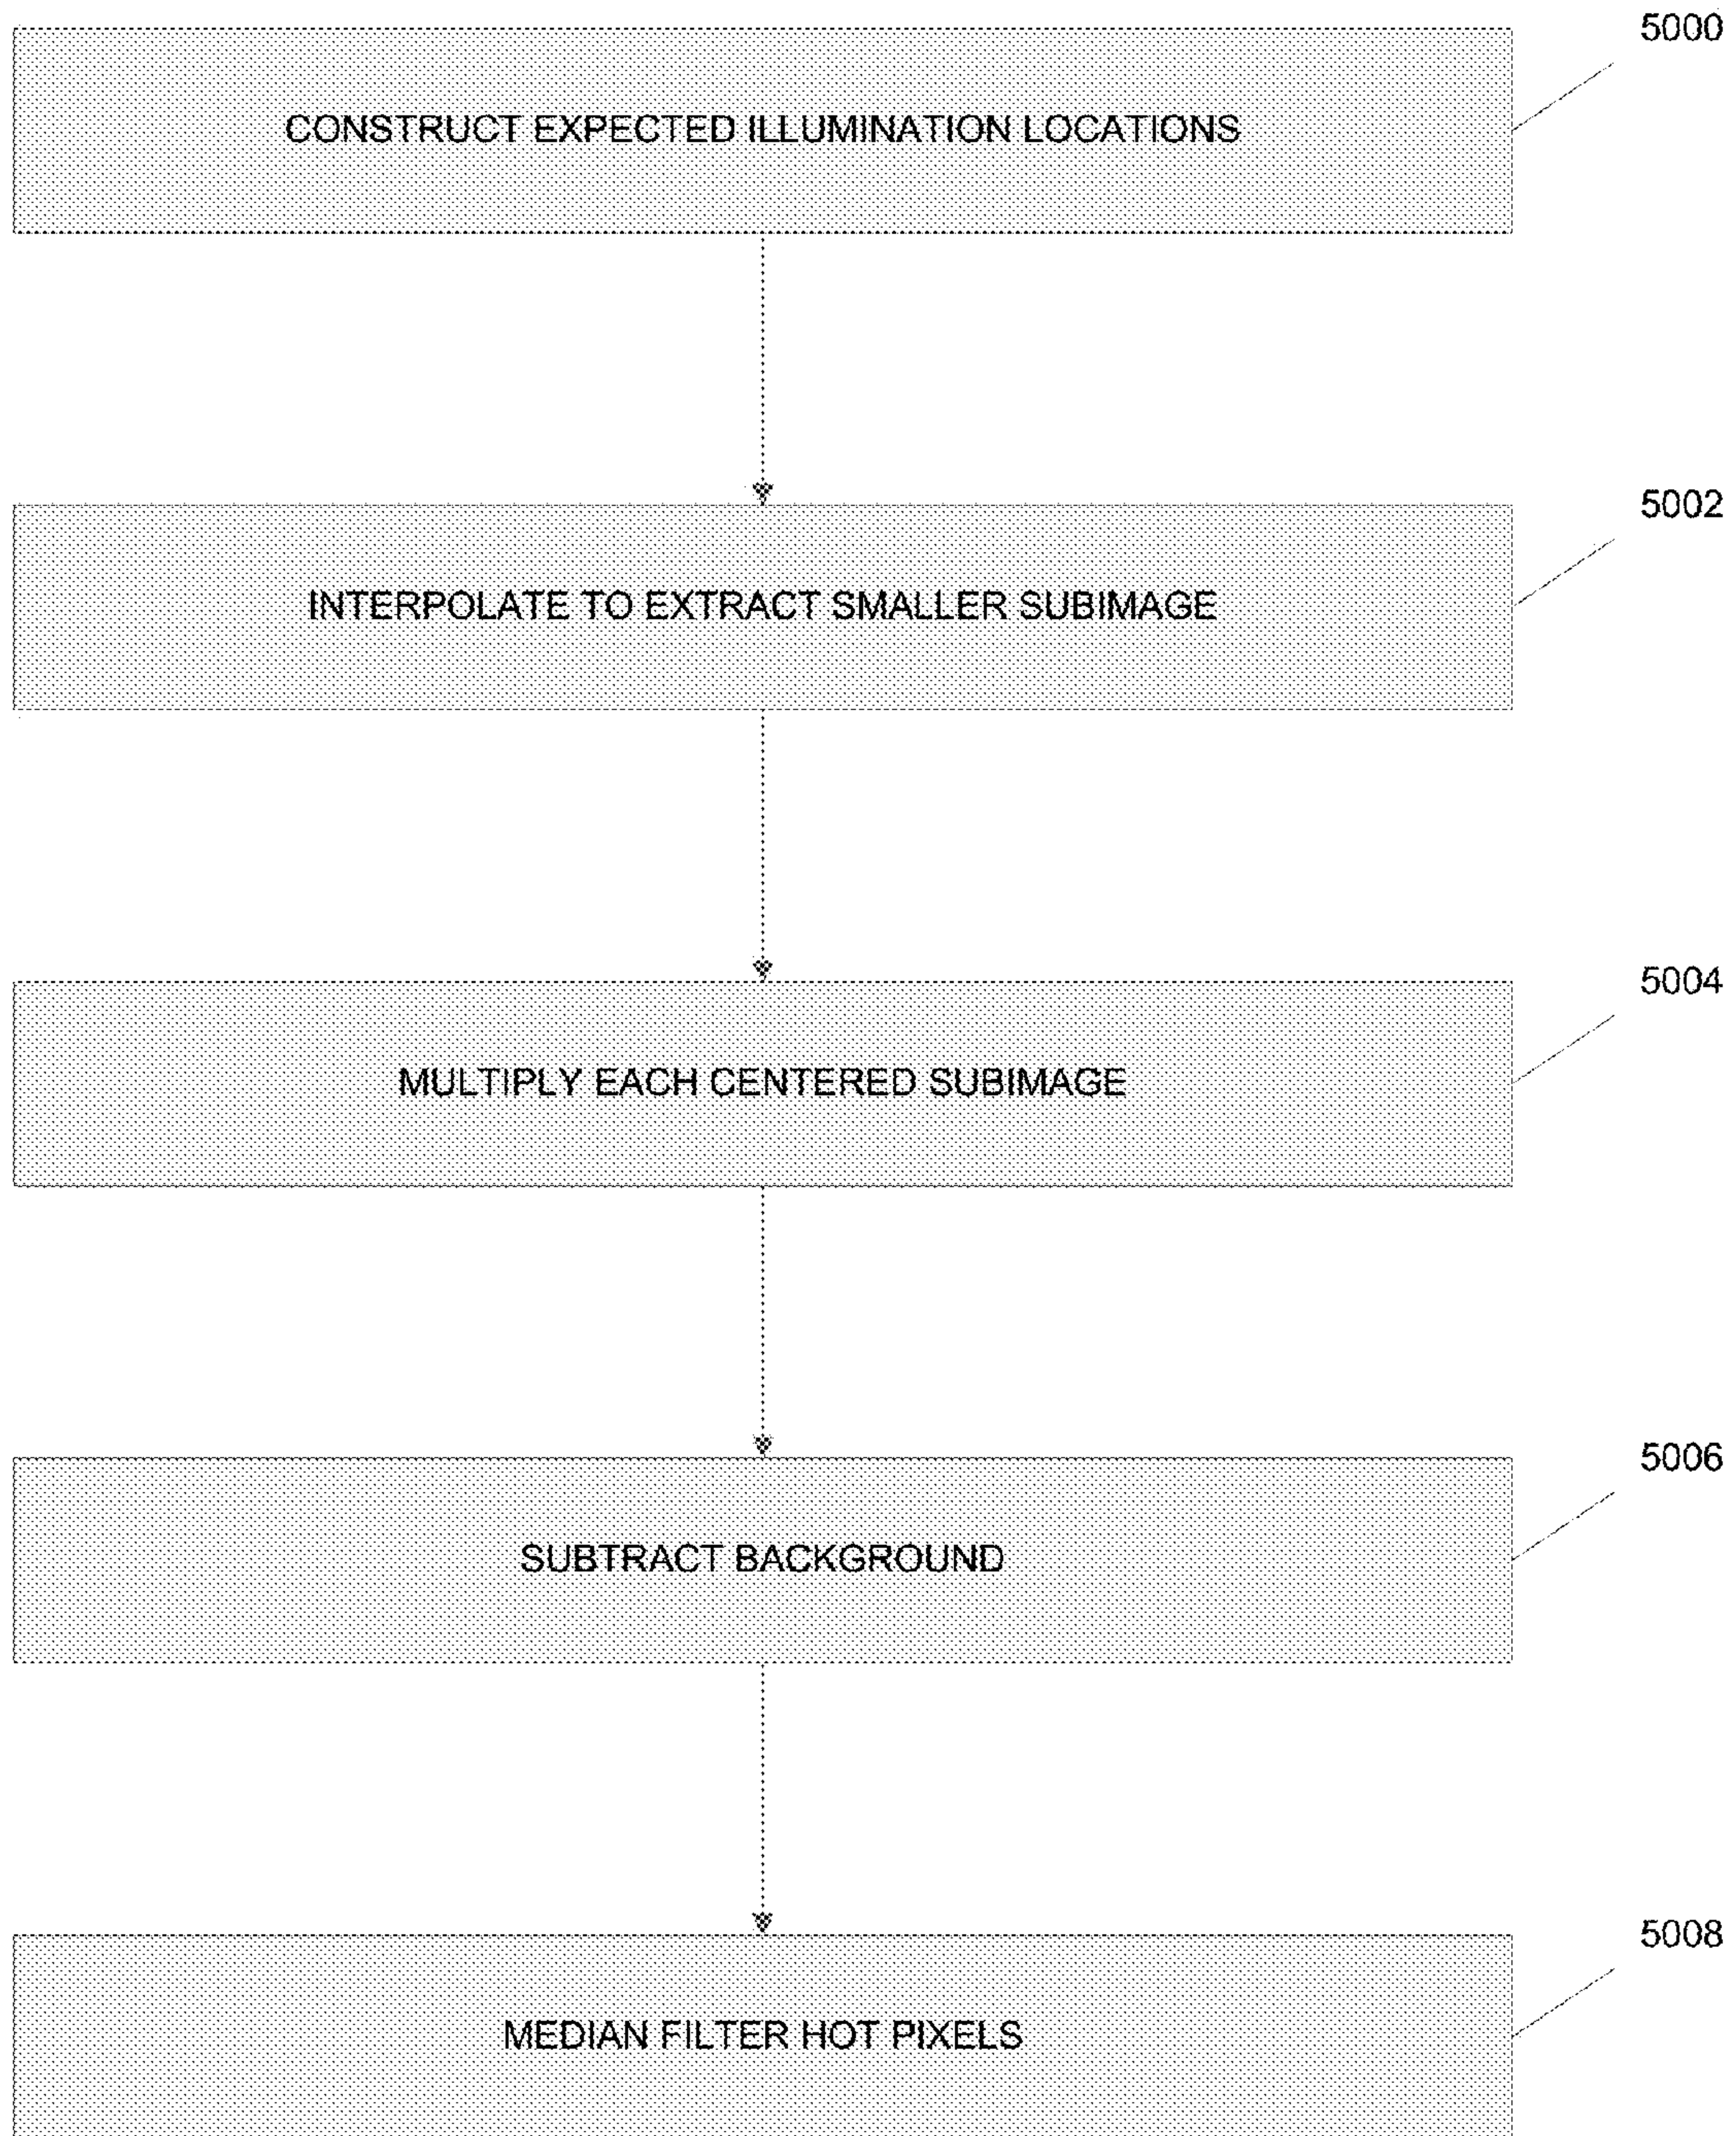 5000
CONSTRUCT EXPECTED ILLUMINATION LOCATIONS
5002
INTERPOLATE TO EXTRACT SMALLER SUBIMAGE
5004
MULTIPLY EACH CENTERED SUBIMAGE
5006
SUBTRACT BACKGROUND
5008
MEDIAN FILTER HOT PIXELS